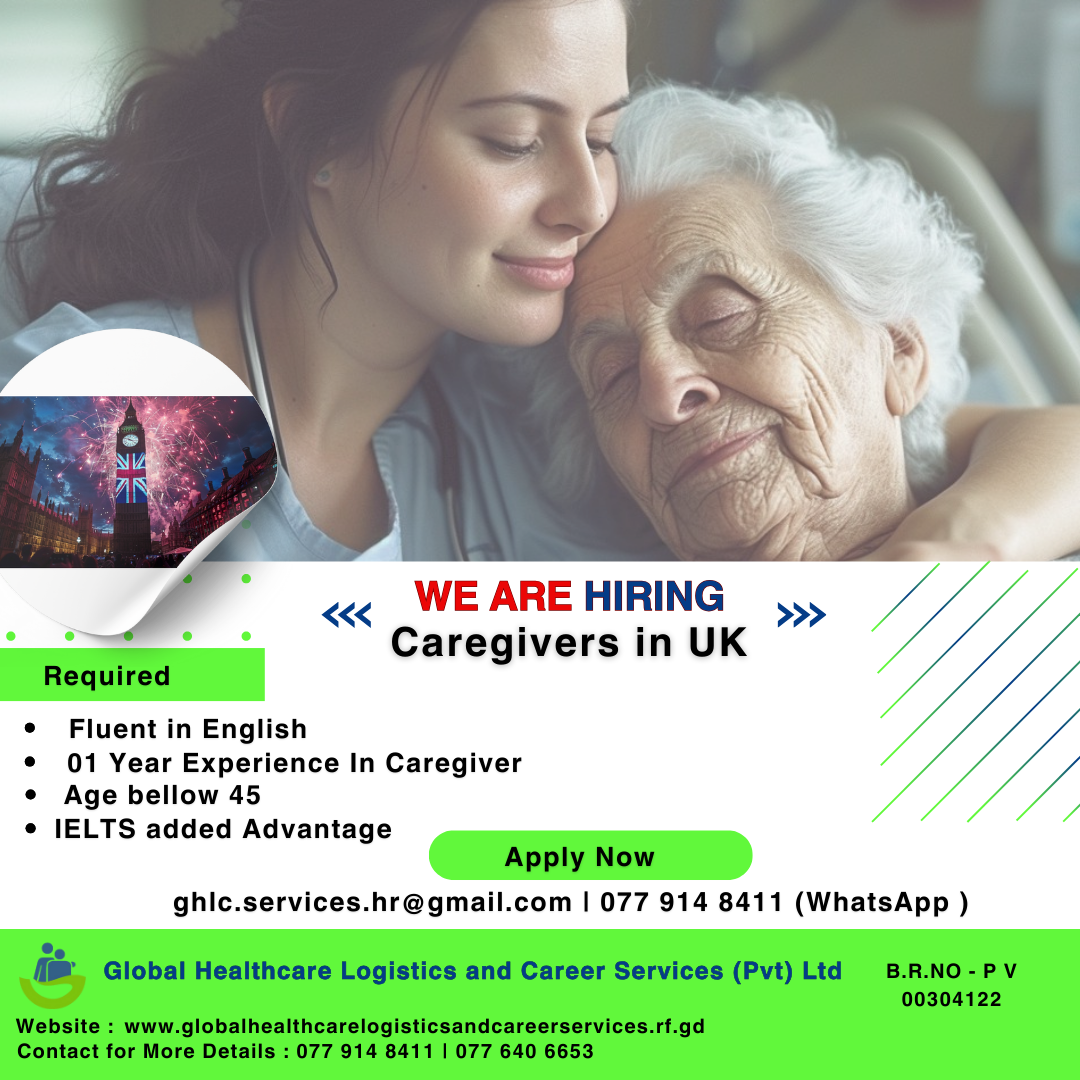 WE ARE HIRING
Caregivers in UK
Required
Fluent in English
01 Year Experience In Caregiver
Age bellow 45
IELTS added Advantage
Apply Now
ghlc.services.hr@gmail.com | 077 914 8411 (WhatsApp )
Global Healthcare Logistics and Career Services (Pvt) Ltd
B.R.NO - P V
00304122
Website : www.globalhealthcarelogisticsandcareerservices.rf.gd
Contact for More Details : 077 914 8411 | 077 640 6653